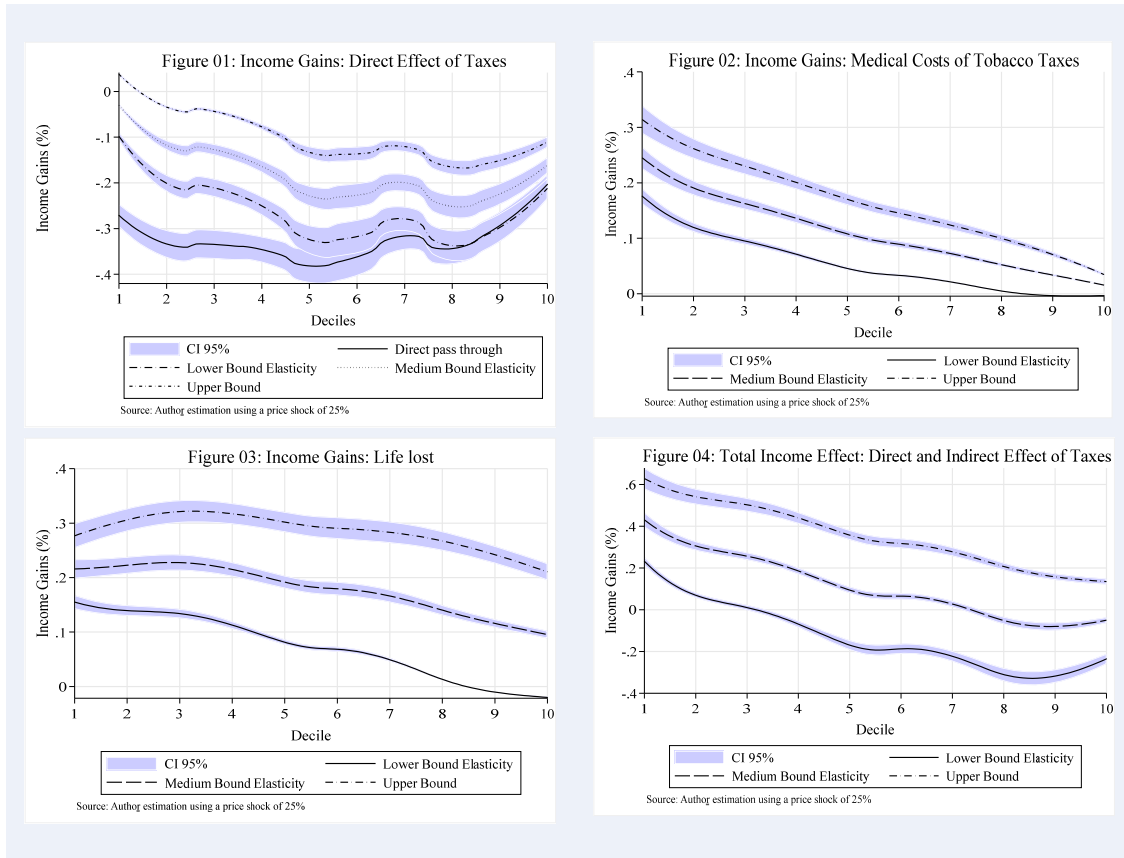 Figure 01: Income Gains: Direct Effect of Taxes
Income Gains (%)
0
-.1
-.2
-.3
-.4
1 2 3 4 5 6 7 8 9 10
Deciles
CI 95% Direct pass through
Lower Bound Elasticity Medium Bound Elasticity
Upper Bound
Source: Author estimation using a price shock of 25%
Figure 02: Income Gains: Medical Costs of Tobacco Taxes
Income Gains (%)
.4
.3
.2
.1
0
1 2 3 4 5 6 7 8 9 10
Decile
CI 95% Lower Bound Elasticity
Medium Bound Elasticity Upper Bound
Source: Author estimation using a price shock of 25%
Figure 03: Income Gains: Life lost
Income Gains (%)
.4
.3
.2
.1
0
1 2 3 4 5 6 7 8 9 10
Decile
CI 95% Lower Bound Elasticity
Medium Bound Elasticity Upper Bound
Source: Author estimation using a price shock of 25%
Figure 04: Total Income Effect: Direct and Indirect Effect of Taxes
Income Gains (%)
.6
.4
.2
0
-.2
-.4
1 2 3 4 5 6 7 8 9 10
Decile
CI 95% Lower Bound Elasticity
Medium Bound Elasticity Upper Bound
Source: Author estimation using a price shock of 25%